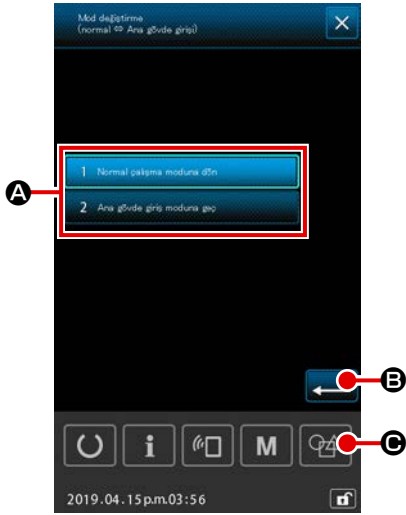 Mod değiştirme
(normal ⇔ Ana gövde girişi)
A
1 Normal çalışma moduna dön
2 Ana gövde giriş moduna geç
B
M
C
2019.04.15p.m.03:56